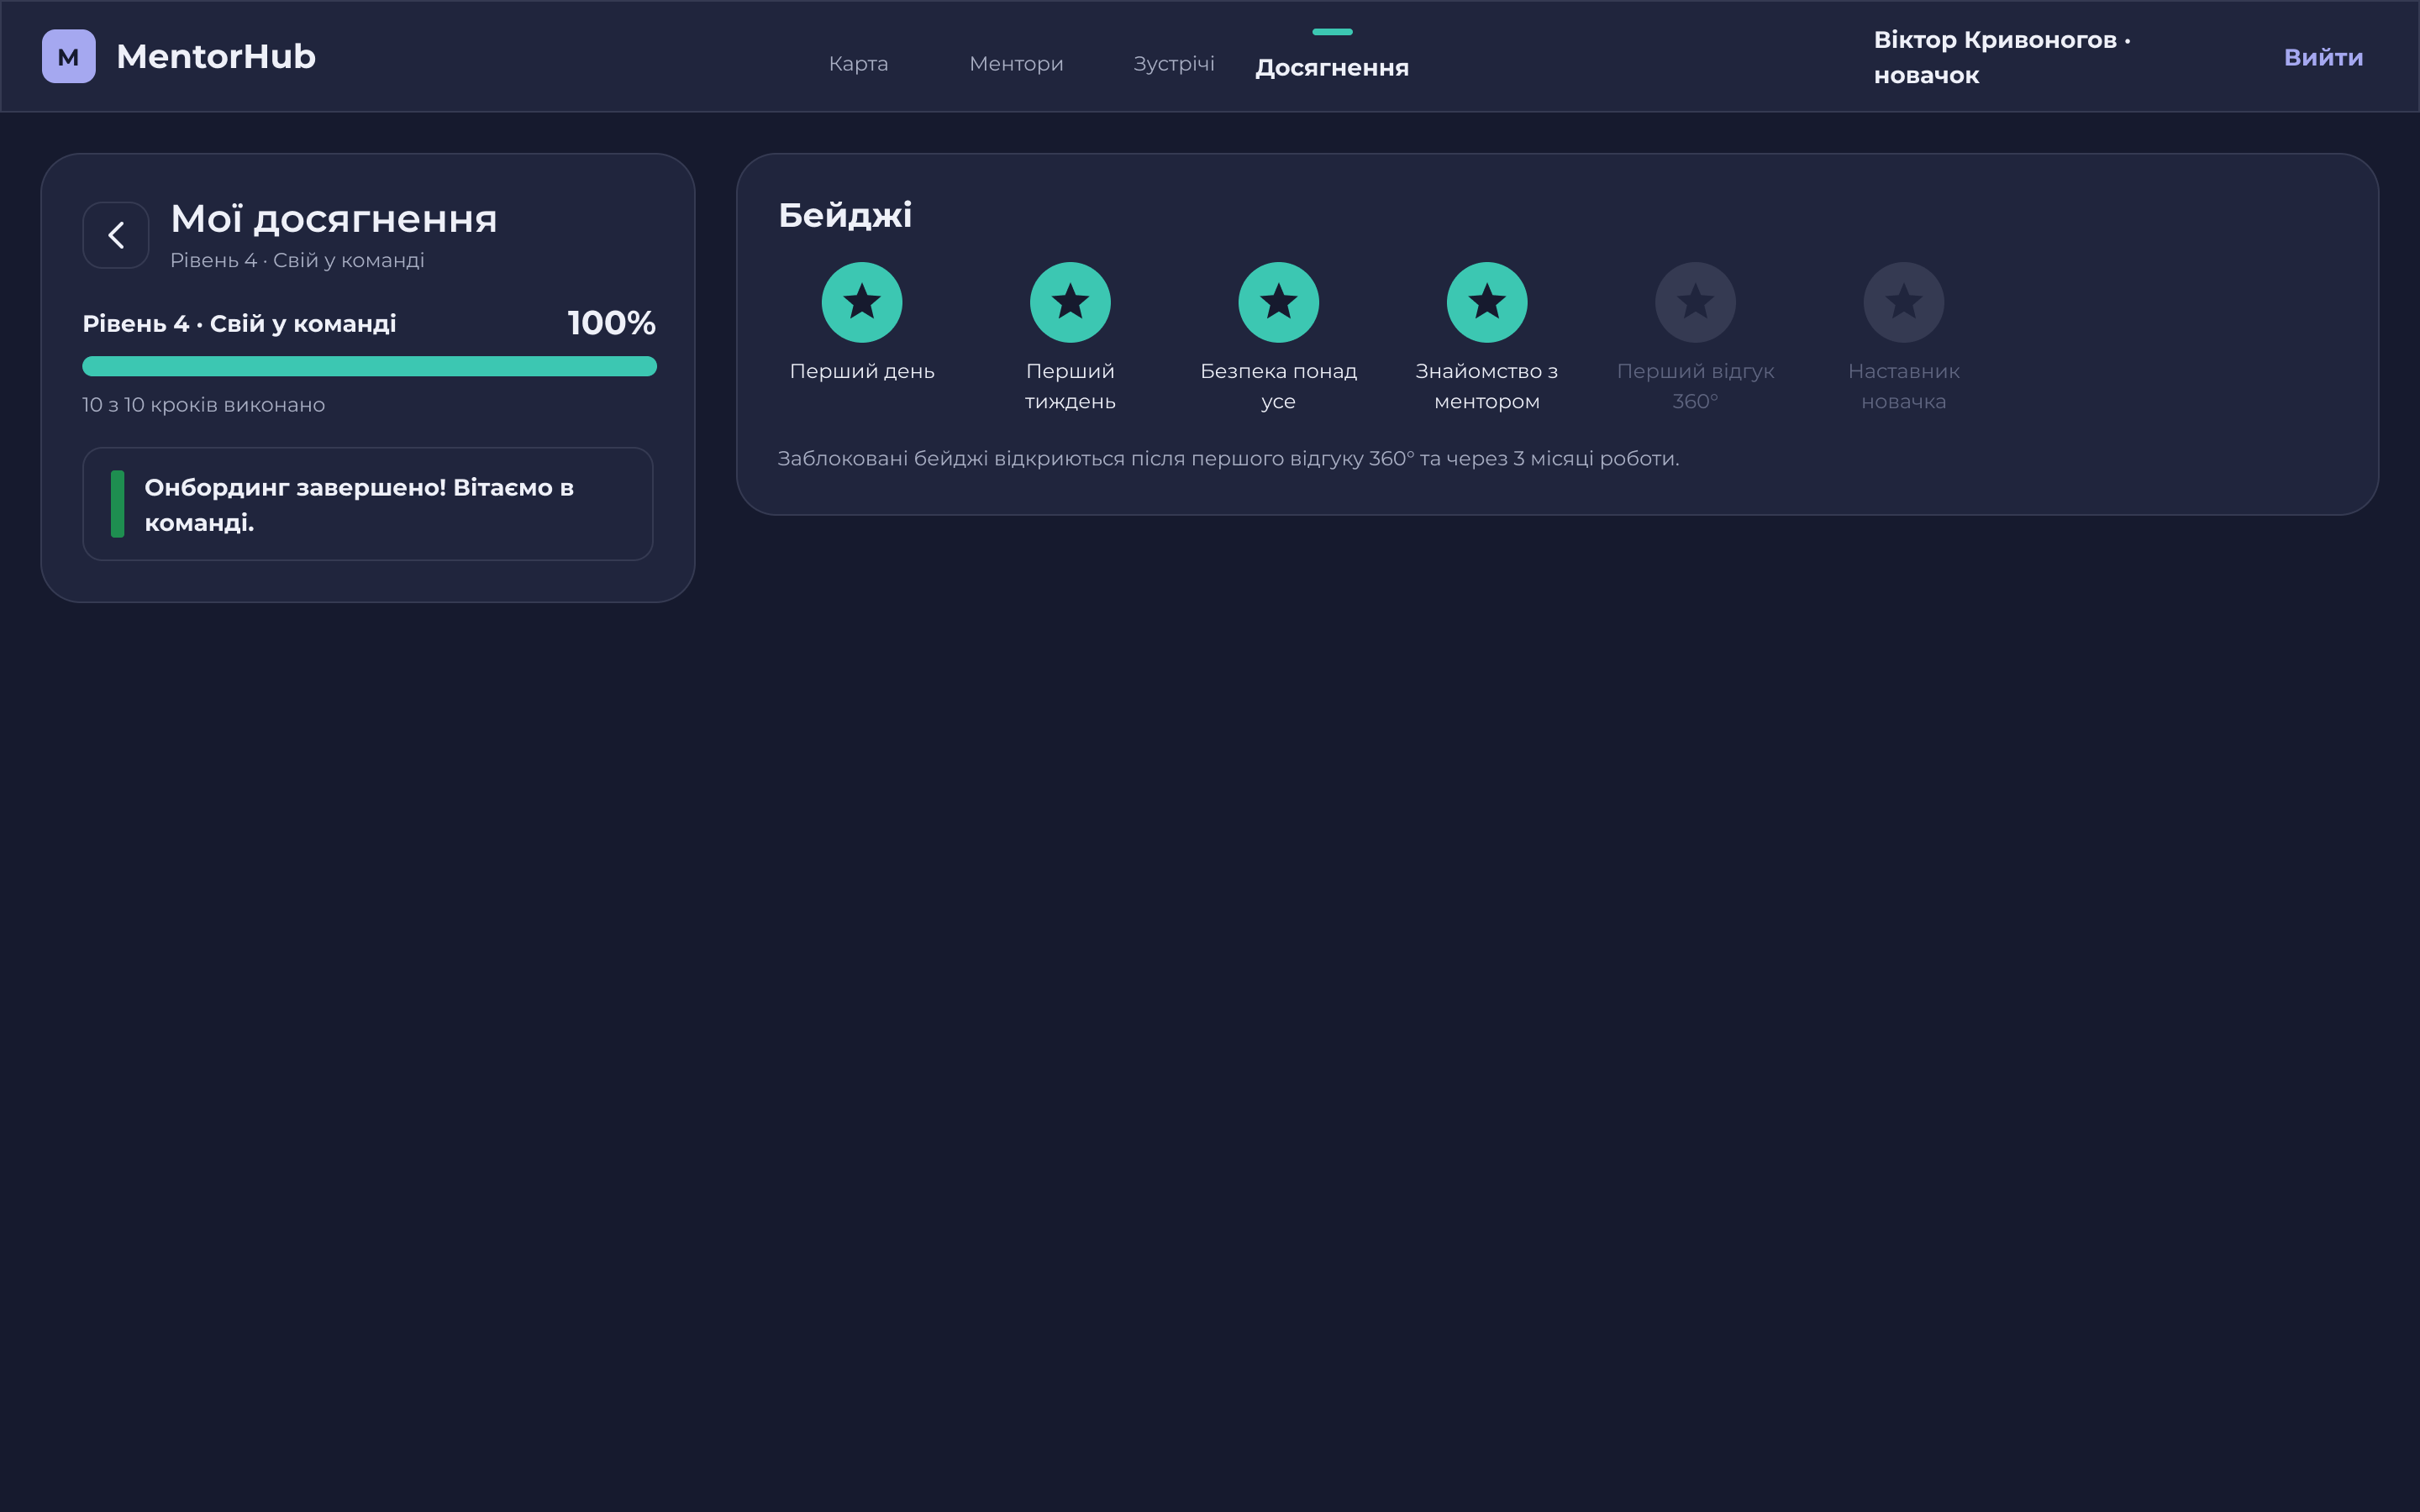 M MentorHub
Карта
Ментори
Зустрічі
Досягнення
Віктор Кривоногов ·
новачок
Вийти
Мої досягнення
Рівень 4 · Свій у команді
Рівень 4 · Свій у команді 100%
10 з 10 кроків виконано
Онбординг завершено! Вітаємо в
команді.
Бейджі
Перший день
Перший
тиждень
Безпека понад
усе
Знайомство з
ментором
Перший відгук
360°
Наставник
новачка
Заблоковані бейджі відкриються після першого відгуку 360° та через 3 місяці роботи.